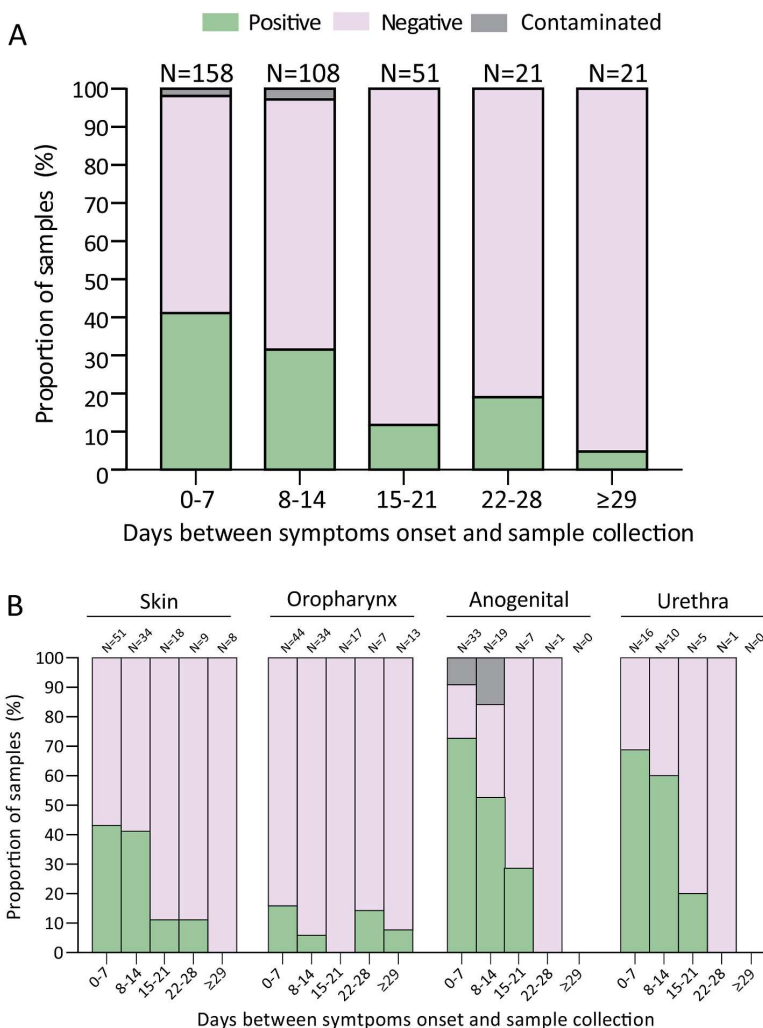 Positive Negative Contaminated
A
N=158 N=108 N=51 N=21 N=21
100
90
80
70
60
50
40
30
20
10
0
Proportion of samples (%)
0-7 8-14 15-21 22-28 ≥29
Days between symptoms onset and sample collection
B
Skin Oropharynx Anogenital Urethra
N=51 N=34 N=18 N=9 N=8 N=44 N=34 N=17 N=7 N=13 N=33 N=19 N=7 N=1 N=0 N=16 N=10 N=5 N=1 N=0
100
90
80
70
60
50
40
30
20
10
0
Proportion of samples (%)
0-7 8-14 15-21 22-28 ≥29 0-7 8-14 15-21 22-28 ≥29 0-7 8-14 15-21 22-28 ≥29 0-7 8-14 15-21 22-28 ≥29
Days between symtpoms onset and sample collection